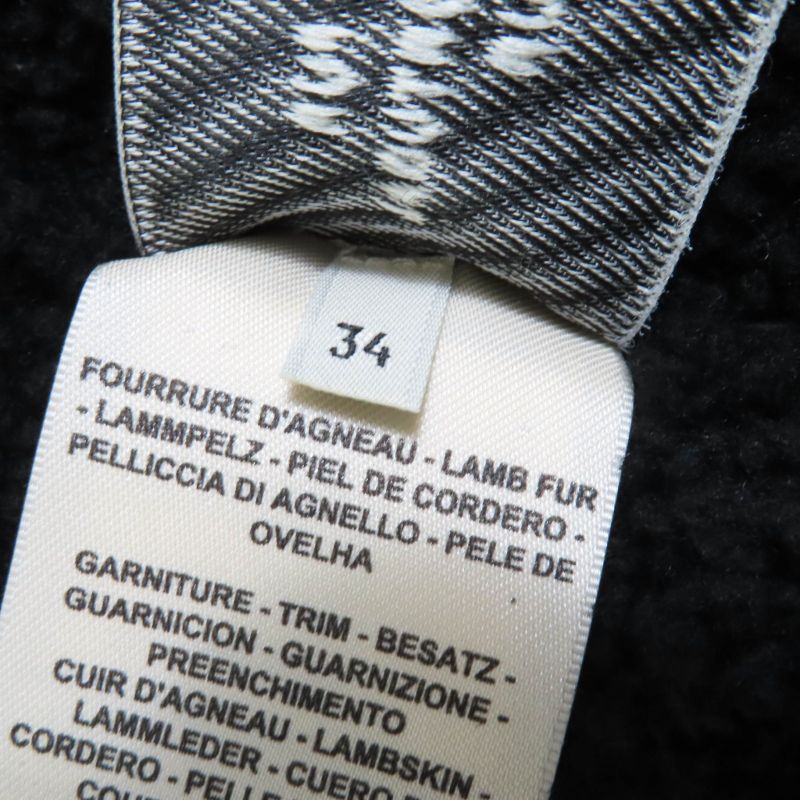 34
FOURRURE D'AGNEAU - LAMB FUR
- LAMMPELZ - PIEL DE CORDERO -
PELLICCIA DI AGNELLO - PELE DE
OVELHA
GARNITURE - TRIM - BESATZ -
GUARNICION - GUARNIZIONE -
PREENCHIMENTO
CUIR D'AGNEAU - LAMBSKIN -
LAMMLEDER - CUERO
CORDERO - PELLE